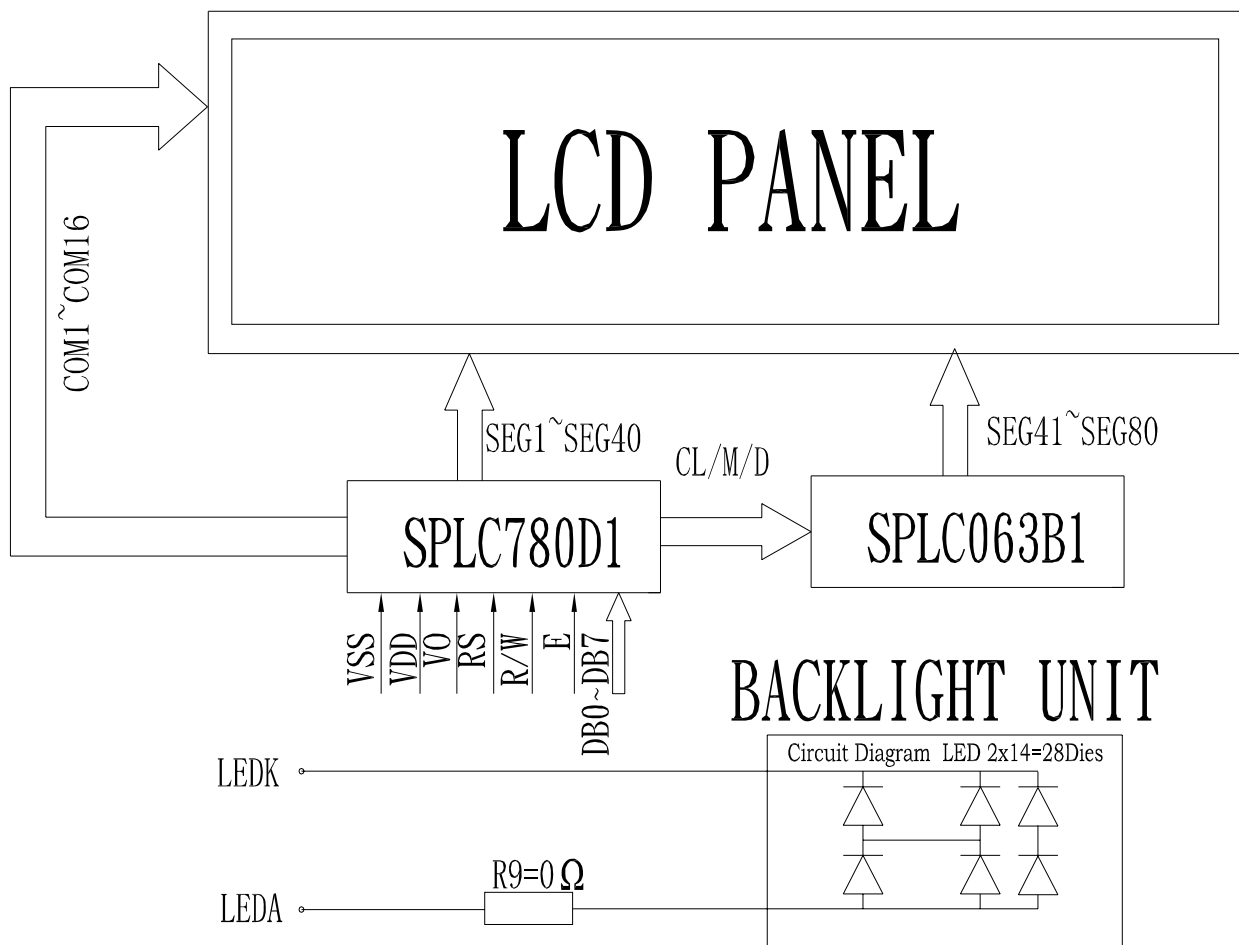 LCD PANEL
COM1~COM16
SEG1~SEG40
SEG41~SEG80
CL/M/D
SPLC780D1
SPLC063B1
VSS
VDD
VO
RS
R/W
E
DB0~DB7
BACKLIGHT UNIT
Circuit Diagram LED 2x14=28Dies
LEDK
R9=0Ω
LEDA